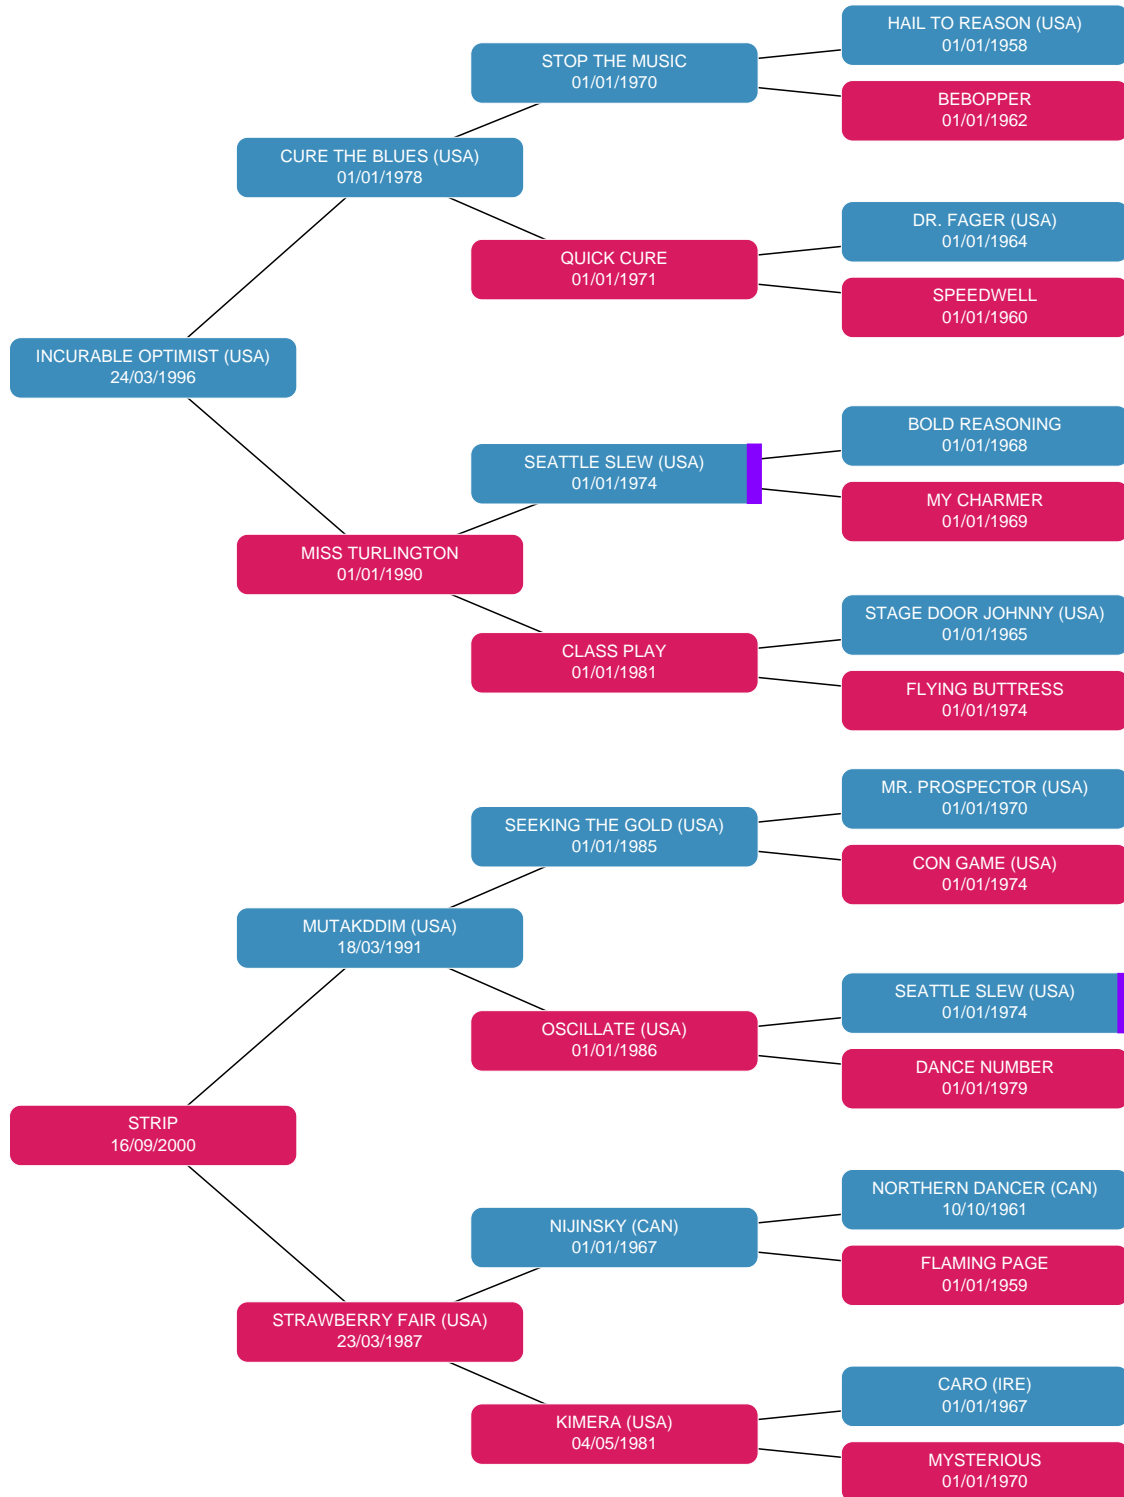 HAIL TO REASON (USA)
01/01/1958
STOP THE MUSIC
01/01/1970
BEBOPPER
01/01/1962
CURE THE BLUES (USA)
01/01/1978
DR. FAGER (USA)
01/01/1964
QUICK CURE
01/01/1971
SPEEDWELL
01/01/1960
INCURABLE OPTIMIST (USA)
24/03/1996
BOLD REASONING
01/01/1968
SEATTLE SLEW (USA)
01/01/1974
MY CHARMER
01/01/1969
MISS TURLINGTON
01/01/1990
STAGE DOOR JOHNNY (USA)
01/01/1965
CLASS PLAY
01/01/1981
FLYING BUTTRESS
01/01/1974
MR. PROSPECTOR (USA)
01/01/1970
SEEKING THE GOLD (USA)
01/01/1985
CON GAME (USA)
01/01/1974
MUTAKDDIM (USA)
18/03/1991
SEATTLE SLEW (USA)
01/01/1974
OSCILLATE (USA)
01/01/1986
DANCE NUMBER
01/01/1979
STRIP
16/09/2000
NORTHERN DANCER (CAN)
10/10/1961
NIJINSKY (CAN)
01/01/1967
FLAMING PAGE
01/01/1959
STRAWBERRY FAIR (USA)
23/03/1987
CARO (IRE)
01/01/1967
KIMERA (USA)
04/05/1981
MYSTERIOUS
01/01/1970